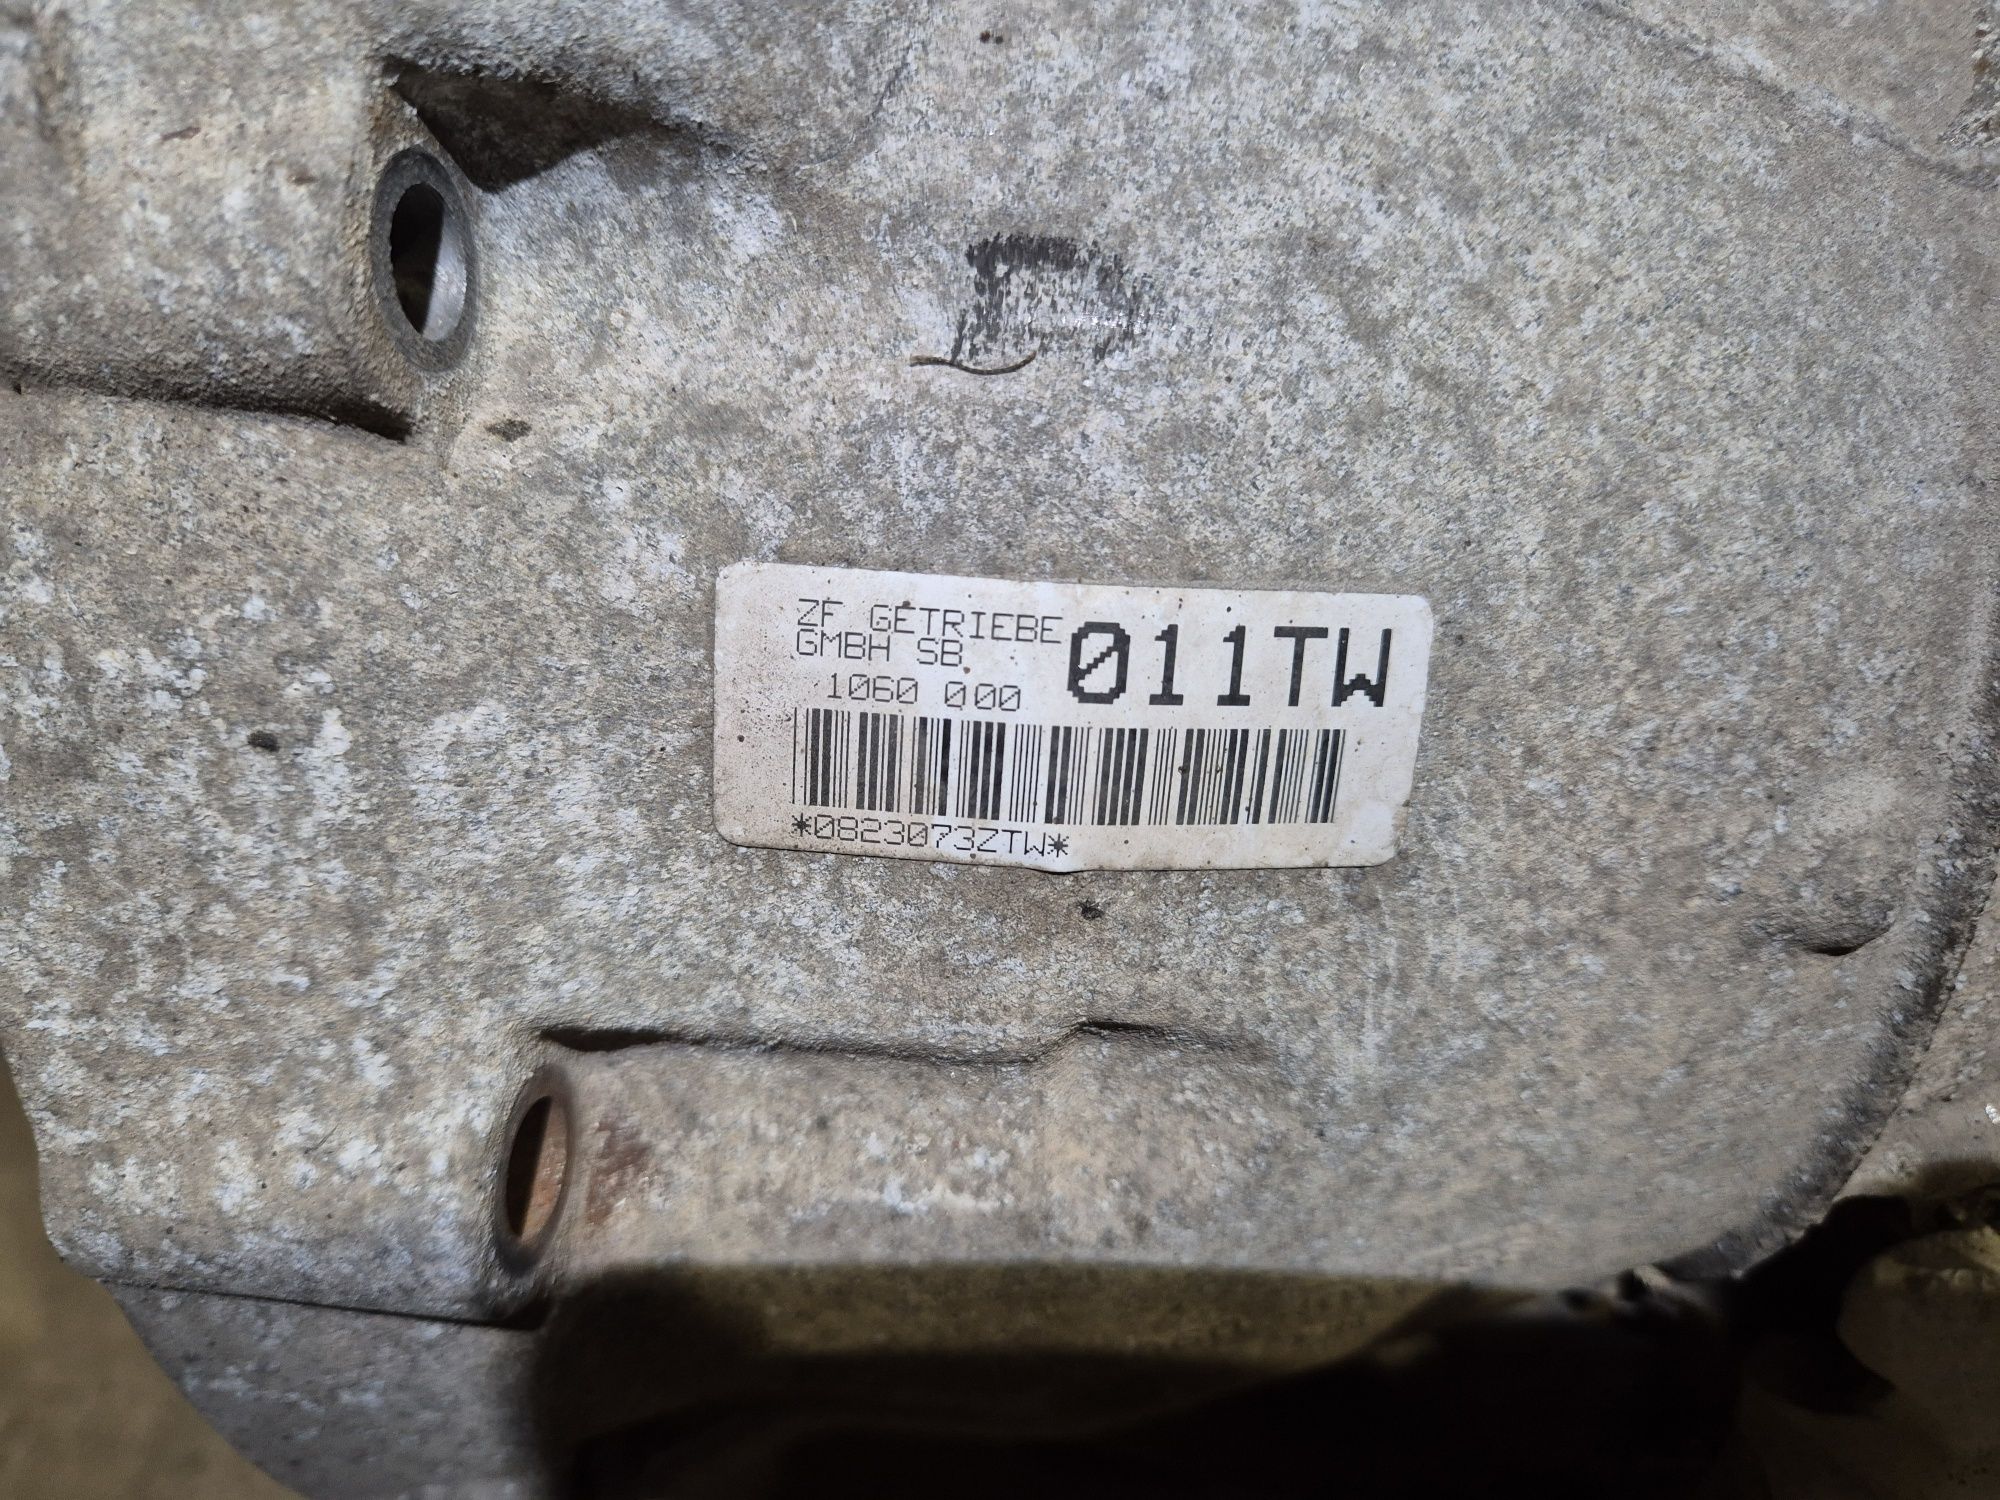 ZF GETRIEBE
GMBH SB
1060 000
011TW
*0823073ZTW*